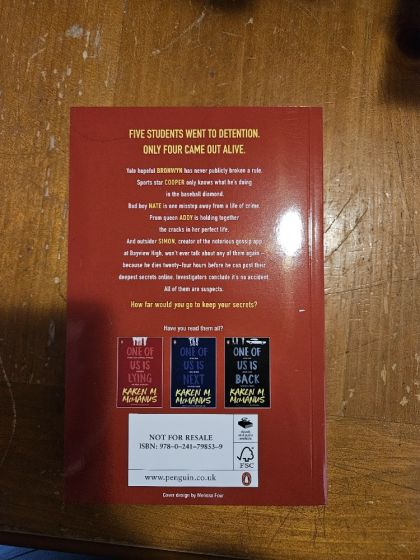 FIVE STUDENTS WENT TO DETENTION.
ONLY FOUR CAME OUT ALIVE.
Yale hopeful BRONWYN has never publicly broken a rule.
Sports star COOPER only knows what he's doing
in the baseball diamond.
Bad boy NATE is one misstep away from a life of crime.
Prom queen ADDY is holding together
the cracks in her perfect life.
And outsider SIMON, creator of the notorious gossip app
at Bayview High, won't ever talk about any of them again
because he dies twenty-four hours before he can post their
deepest secrets online. Investigators conclude it's no accident.
All of them are suspects.
How far would you go to keep your secrets?
Have you read them all?
ONE OF
US IS
LYING
KAREN M
McMANUS
ONE OF
US IS
NEXT
KAREN M
McMANUS
ONE OF
US IS
BACK
KAREN M
McMANUS
NOT FOR RESALE
ISBN: 978-0-241-79853-9
www.penguin.co.uk
FSC
Cover design by Melissa Four